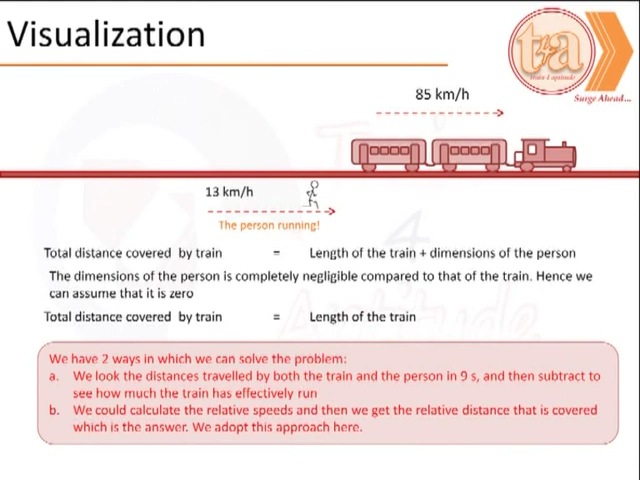 Visualization
t4a
Train 4 aptitude
Surge Ahead...
85 km/h
13 km/h
The person running!
Total distance covered by train = Length of the train + dimensions of the person
The dimensions of the person is completely negligible compared to that of the train. Hence we
can assume that it is zero
Total distance covered by train = Length of the train
We have 2 ways in which we can solve the problem:
a. We look the distances travelled by both the train and the person in 9 s, and then subtract to
see how much the train has effectively run
b. We could calculate the relative speeds and then we get the relative distance that is covered
which is the answer. We adopt this approach here.